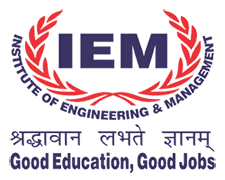 IEM
INSTITUTE OF ENGINEERING & MANAGEMENT
श्रद्धावान लभते ज्ञानम्
Good Education, Good Jobs